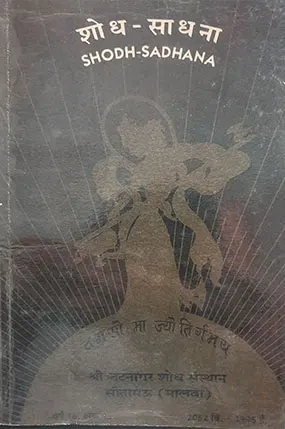 शोध - साधना
SHODH-SADHANA
तमसो मा ज्योतिर्गमय
श्री नटनागर शोध संस्थान
सीतामऊ (मालवा)